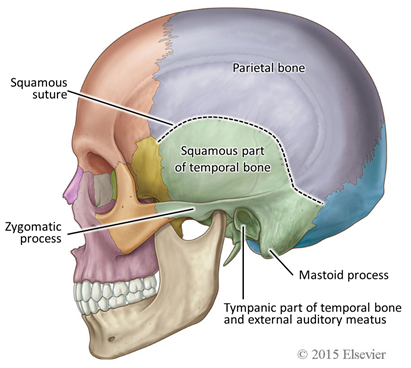 Parietal bone
Squamous
suture
Squamous part
of temporal bone
Zygomatic
process
Mastoid process
Tympanic part of temporal bone
and external auditory meatus
© 2015 Elsevier